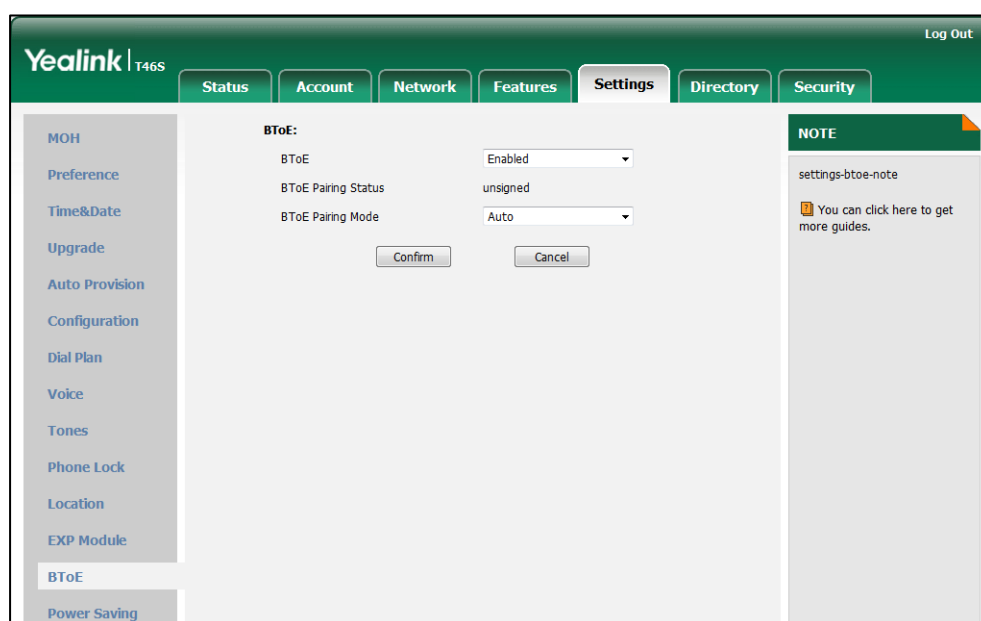 Log Out
Yealink | T46S
Status Account Network Features Settings Directory Security
MOH
Preference
Time&Date
Upgrade
Auto Provision
Configuration
Dial Plan
Voice
Tones
Phone Lock
Location
EXP Module
BToE
Power Saving
BToE:
BToE Enabled
BToE Pairing Status unsigned
BToE Pairing Mode Auto
Confirm Cancel
NOTE
settings-btoe-note
You can click here to get
more guides.